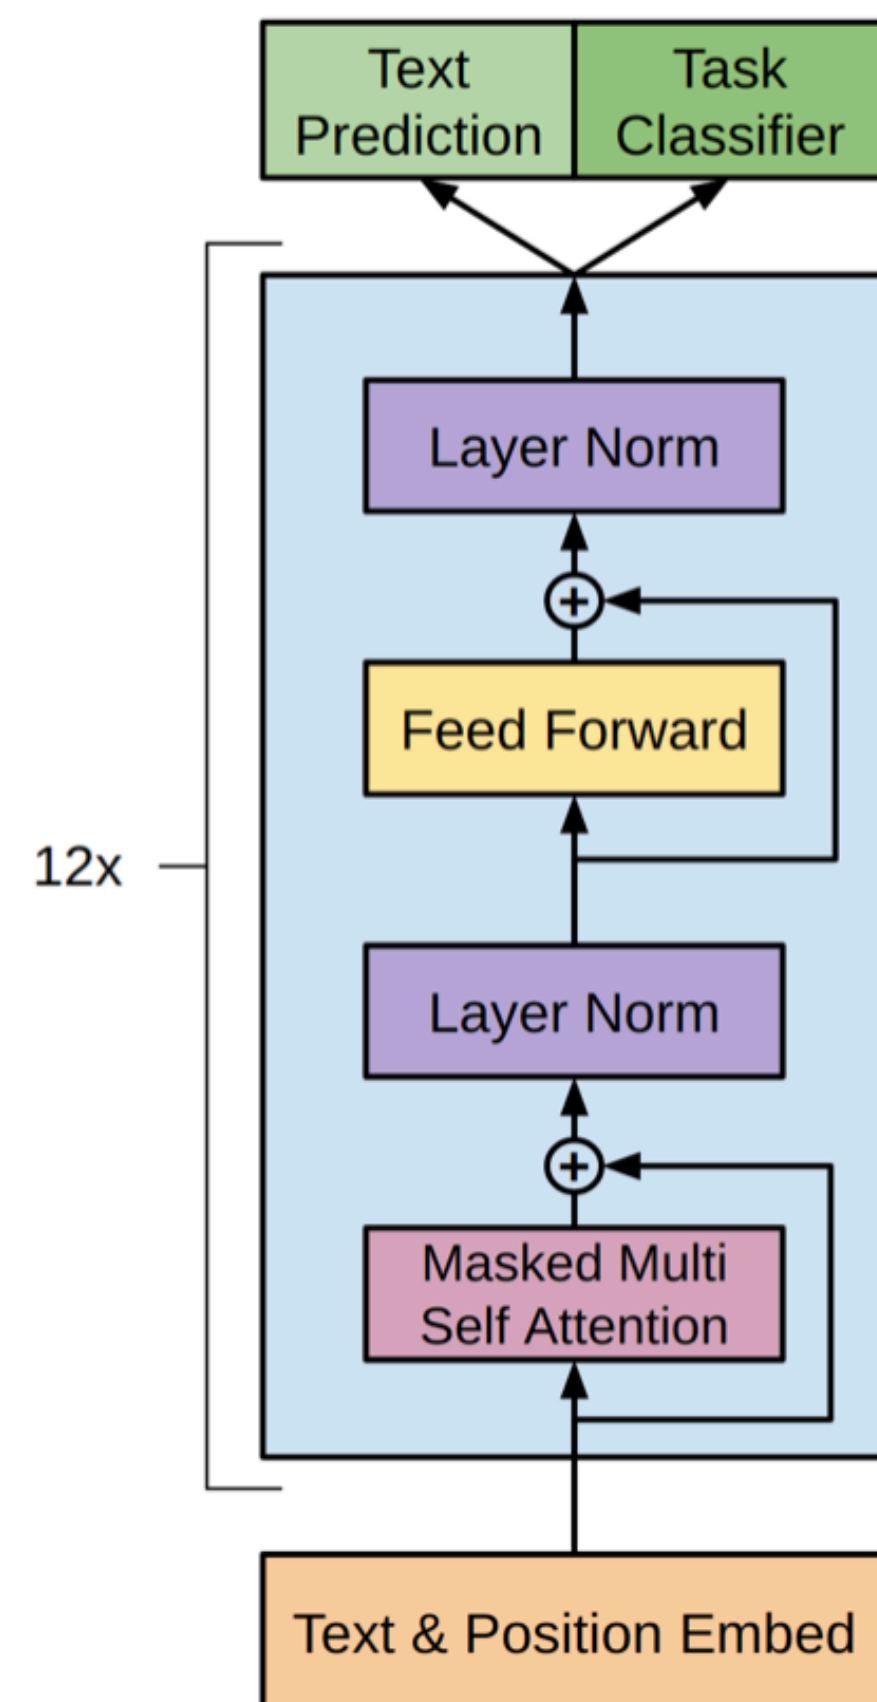 Text
Prediction
Task
Classifier
Layer Norm
+
Feed Forward
12x
Layer Norm
+
Masked Multi
Self Attention
Text & Position Embed